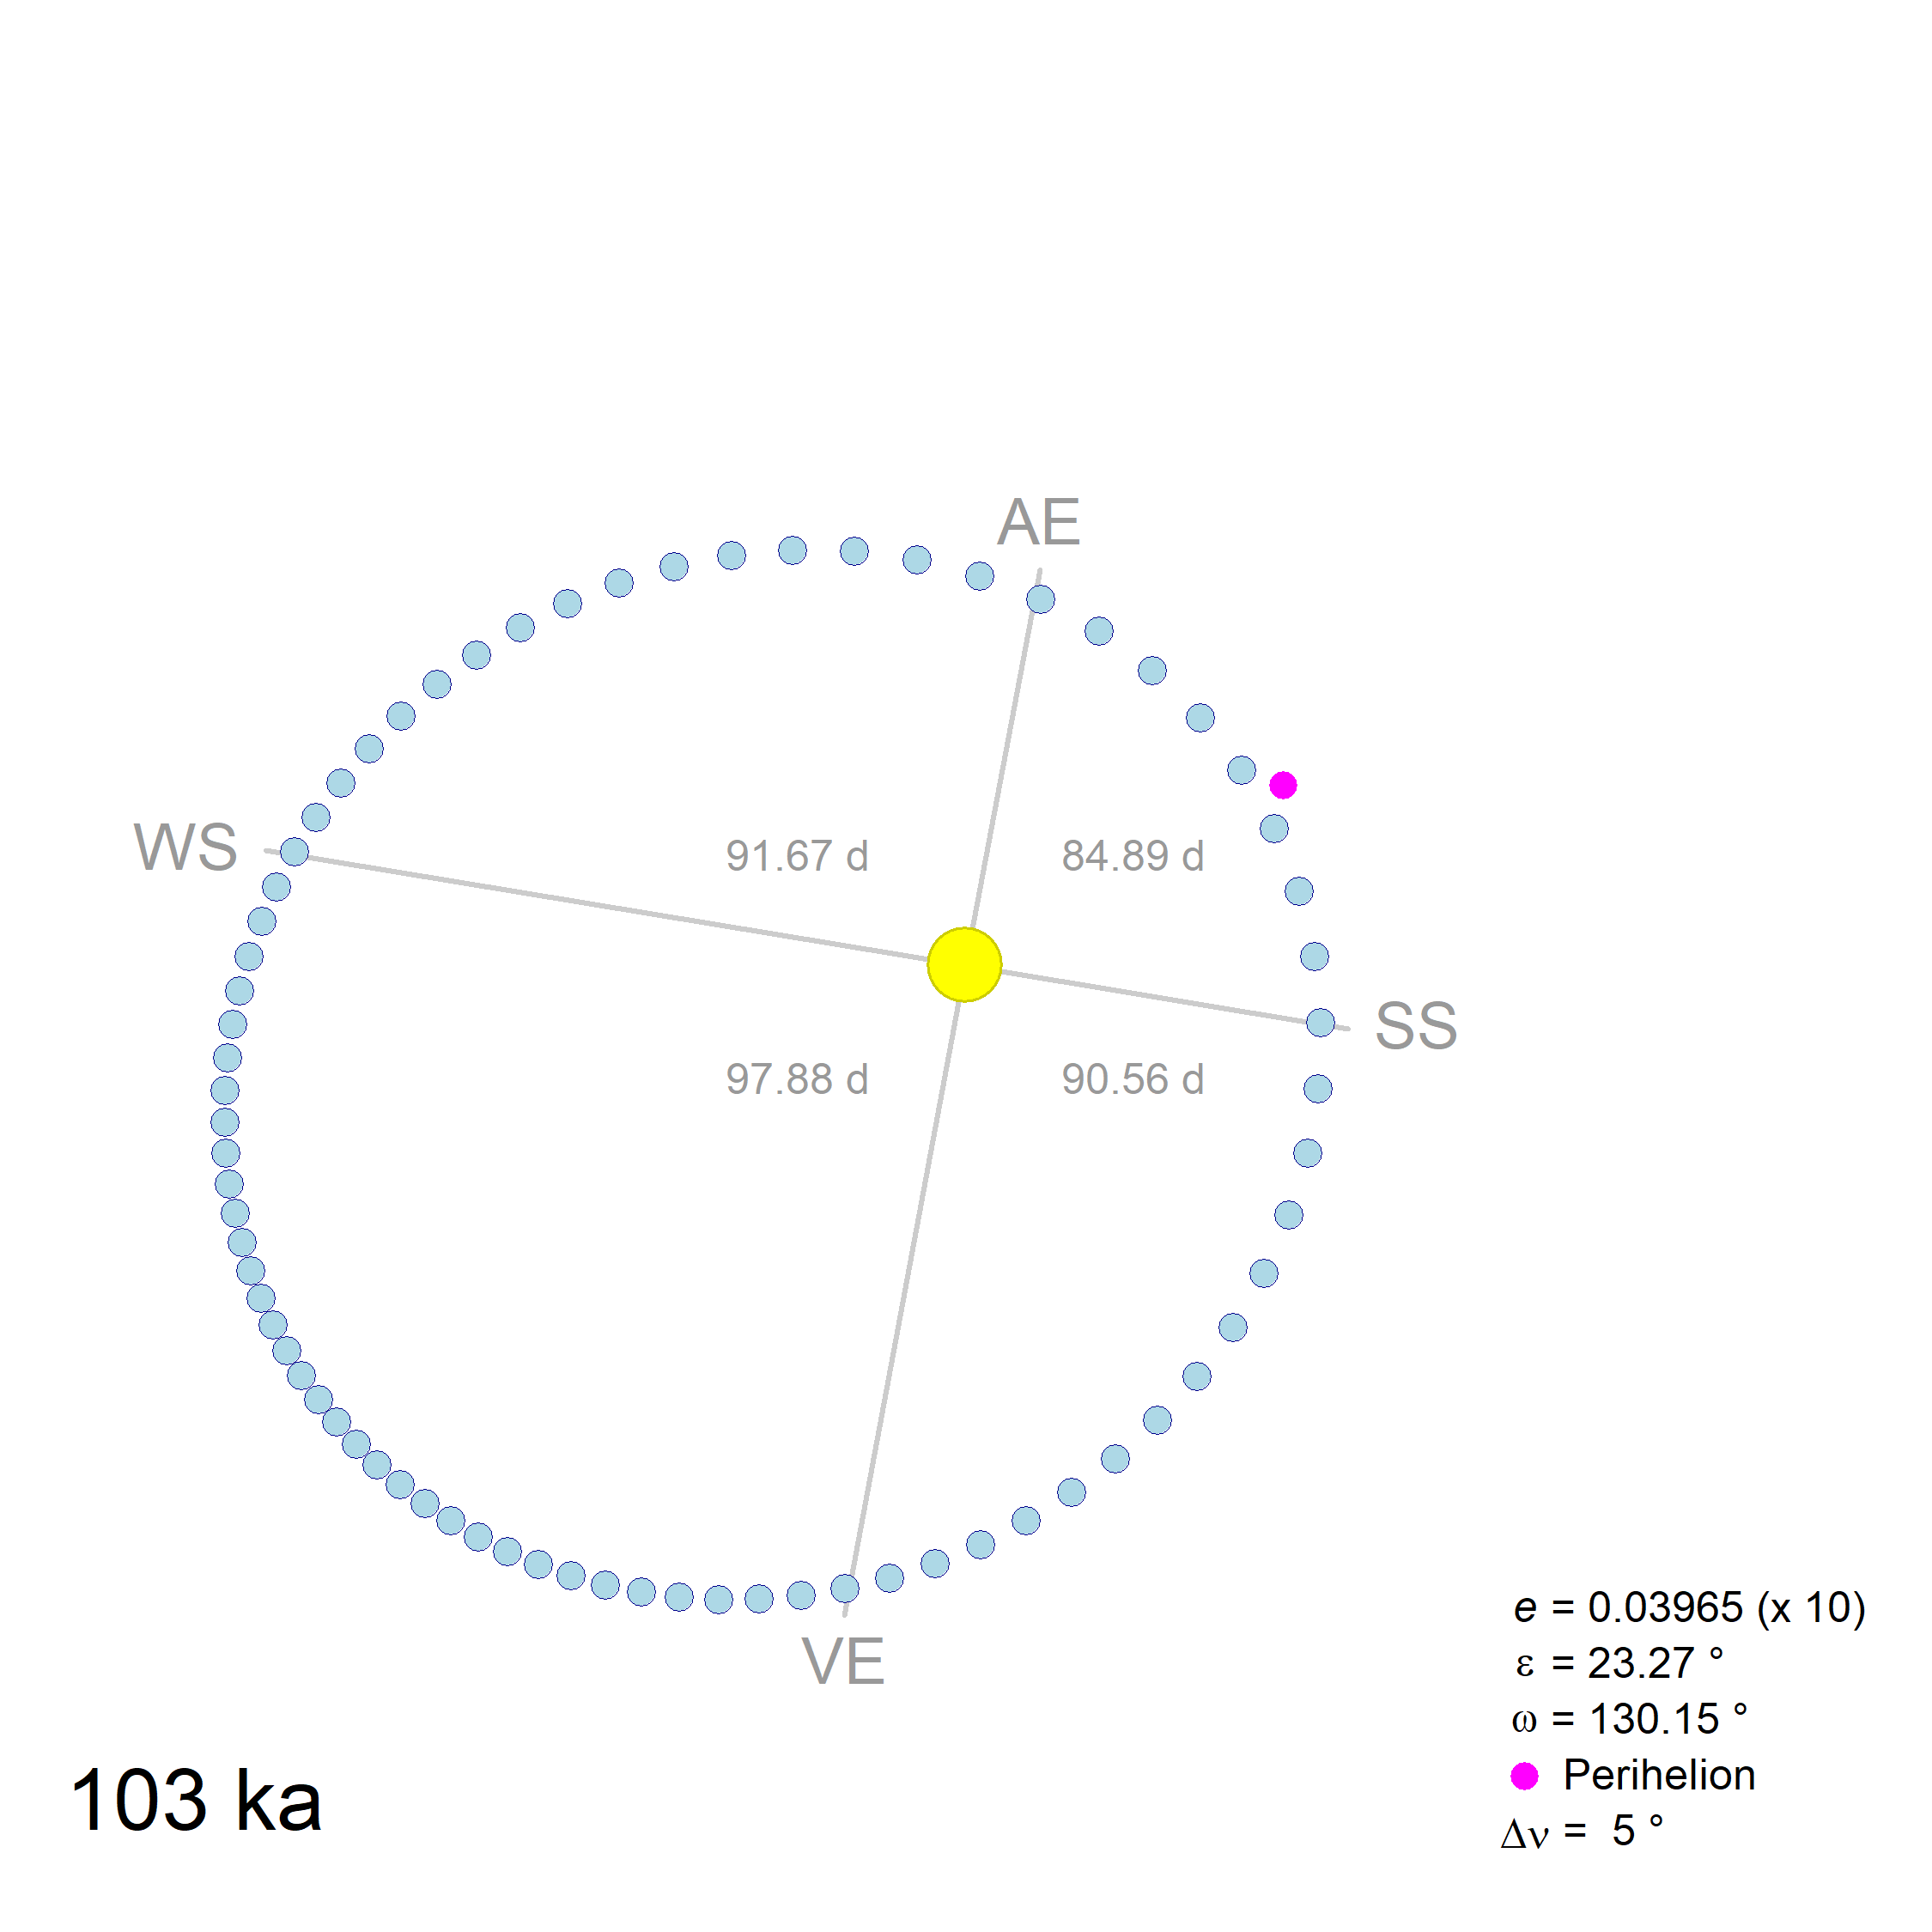 AE
WS
91.67 d
84.89 d
SS
97.88 d
90.56 d
VE
e = 0.03965 (x 10)
ε = 23.27 °
ω = 130.15 °
Perihelion
Δν = 5 °
103 ka